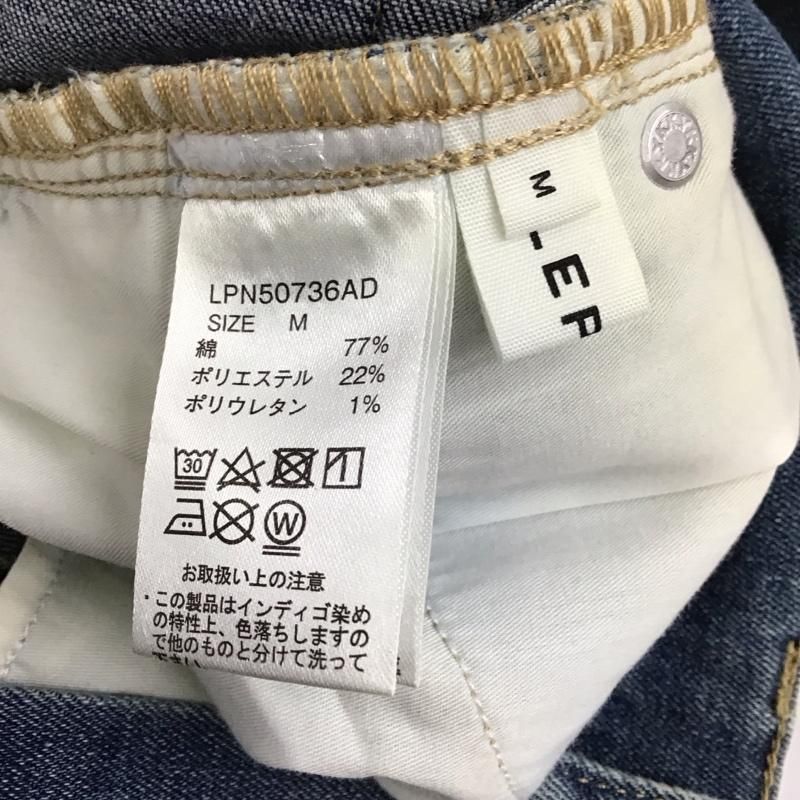 LPN50736AD
SIZE M
綿 77%
ポリエステル 22%
ポリウレタン 1%
30
W
お取扱い上の注意
・この製品はインディゴ染め
の特性上、色落ちしますの
で他のものと分けて洗って
下さい
M